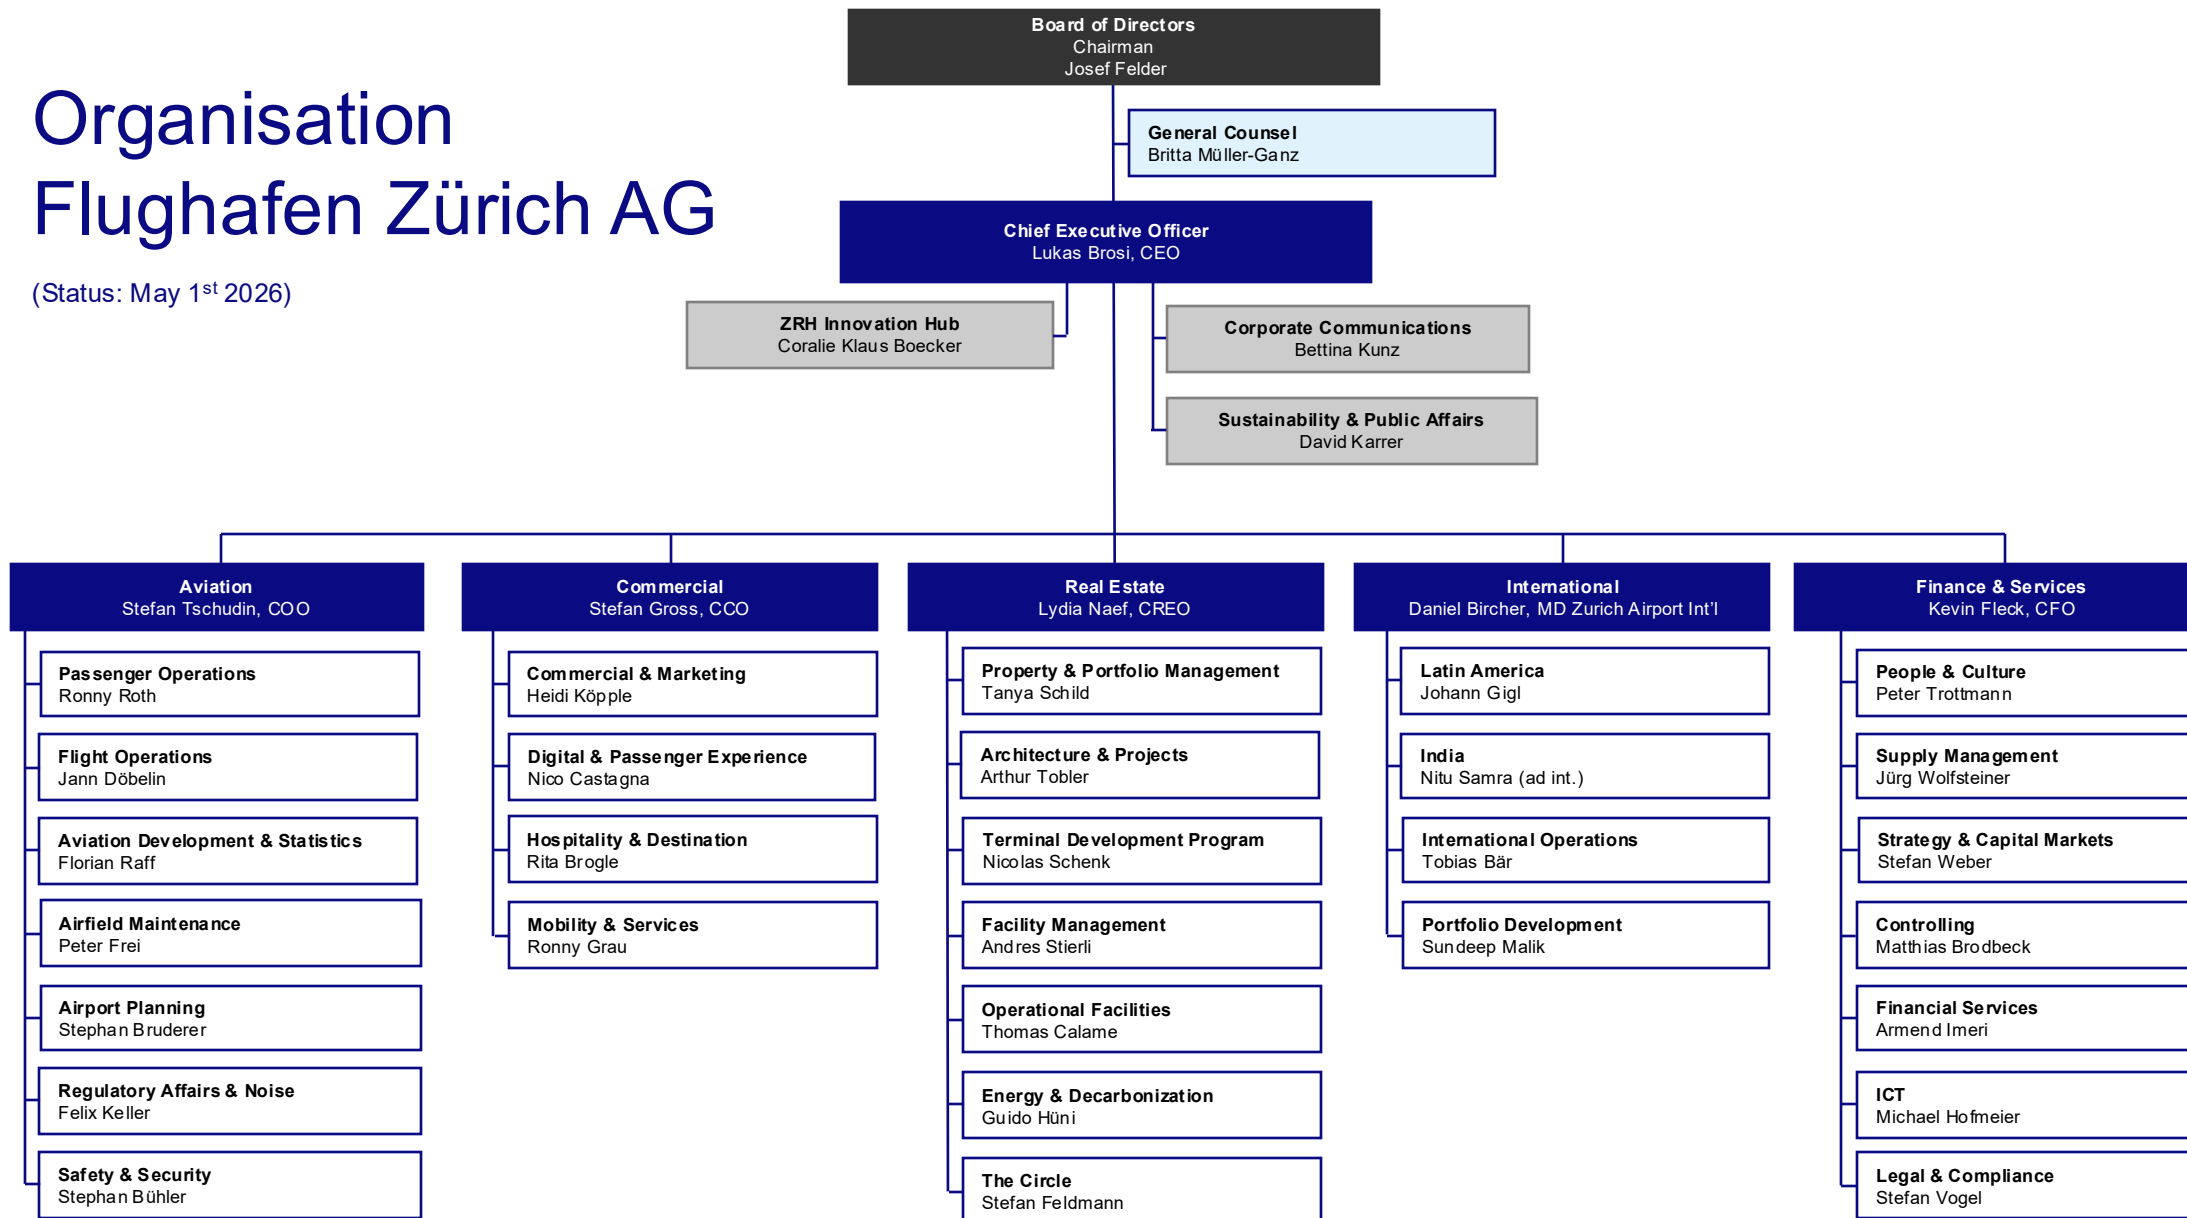 Organisation
Flughafen Zürich AG
(Status: May 1st 2026)
Board of Directors
Chairman
Josef Felder
General Counsel
Britta Müller-Ganz
Chief Executive Officer
Lukas Brosi, CEO
ZRH Innovation Hub
Coralie Klaus Boecker
Corporate Communications
Bettina Kunz
Sustainability & Public Affairs
David Karrer
Aviation
Stefan Tschudin, COO
Passenger Operations
Ronny Roth
Flight Operations
Jann Döbelin
Aviation Development & Statistics
Florian Raff
Airfield Maintenance
Peter Frei
Airport Planning
Stephan Bruderer
Regulatory Affairs & Noise
Felix Keller
Safety & Security
Stephan Bühler
Commercial
Stefan Gross, CCO
Commercial & Marketing
Heidi Köpple
Digital & Passenger Experience
Nico Castagna
Hospitality & Destination
Rita Brogle
Mobility & Services
Ronny Grau
Real Estate
Lydia Naef, CREO
Property & Portfolio Management
Tanya Schild
Architecture & Projects
Arthur Tobler
Terminal Development Program
Nicolas Schenk
Facility Management
Andres Stierli
Operational Facilities
Thomas Calame
Energy & Decarbonization
Guido Hüni
The Circle
Stefan Feldmann
International
Daniel Bircher, MD Zurich Airport Int’l
Latin America
Johann Gigl
India
Nitu Samra (ad int.)
International Operations
Tobias Bär
Portfolio Development
Sundeep Malik
Finance & Services
Kevin Fleck, CFO
People & Culture
Peter Trottmann
Supply Management
Jürg Wolfsteiner
Strategy & Capital Markets
Stefan Weber
Controlling
Matthias Brodbeck
Financial Services
Armend Imeri
ICT
Michael Hofmeier
Legal & Compliance
Stefan Vogel